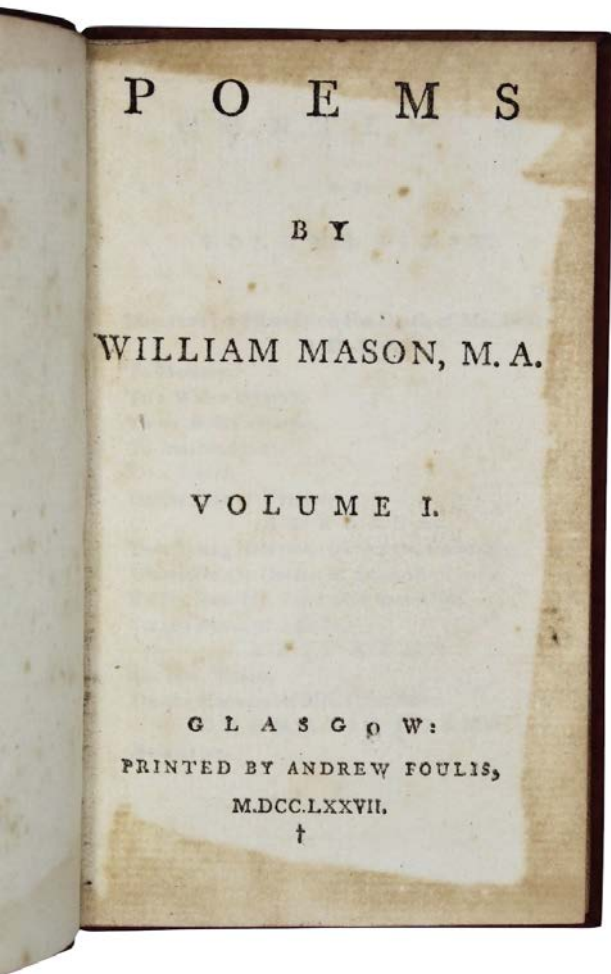 POEMS
BY
WILLIAM MASON, M.A.
VOLUME I.
GLASGOW:
PRINTED BY ANDREW FOULIS,
M.DCC.LXXVII.
†